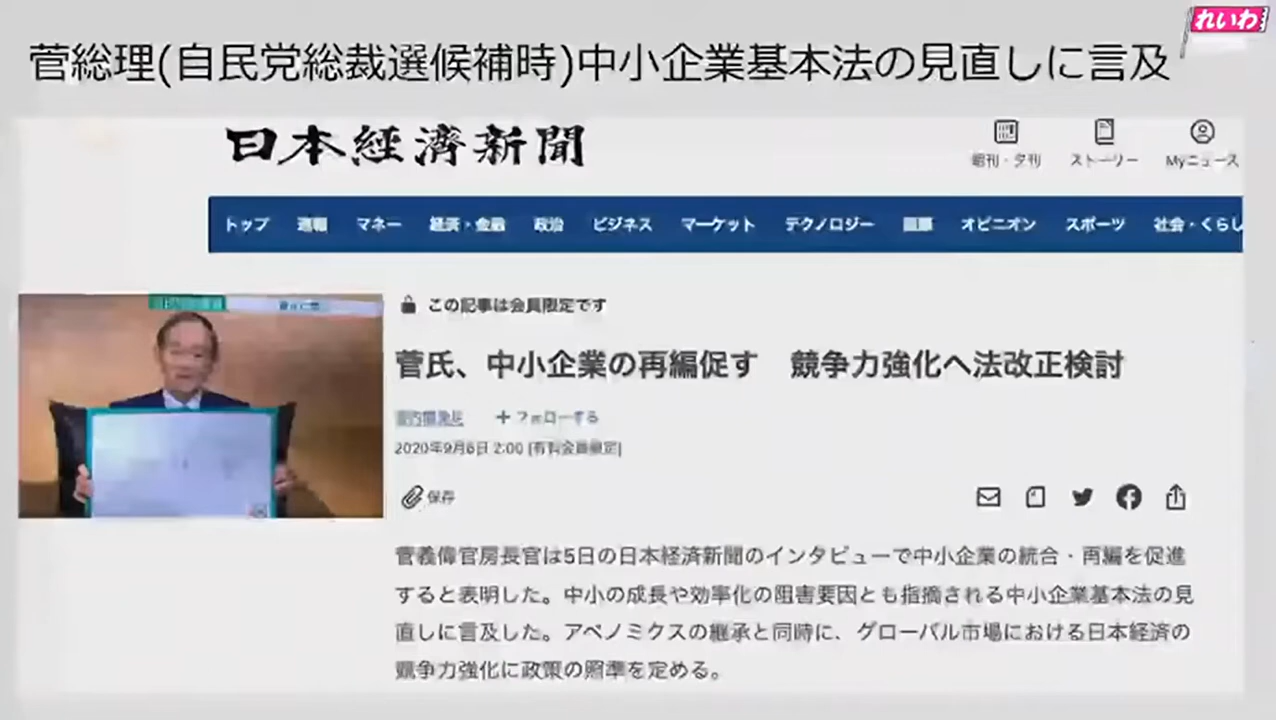 れいわ
菅総理(自民党総裁選候補時)中小企業基本法の見直しに言及
日本経済新聞
朝刊・夕刊 ストーリー Myニュース
トップ 速報 マネー 経済・金融 政治 ビジネス マーケット テクノロジー 国際 オピニオン スポーツ 社会・くらし
この記事は会員限定です
菅氏、中小企業の再編促す 競争力強化へ法改正検討
+ フォローする
2020年9月6日 2:00 [有料会員限定]
保存
菅義偉官房長官は5日の日本経済新聞のインタビューで中小企業の統合・再編を促進
すると表明した。中小の成長や効率化の阻害要因とも指摘される中小企業基本法の見
直しに言及した。アベノミクスの継承と同時に、グローバル市場における日本経済の
競争力強化に政策の照準を定める。